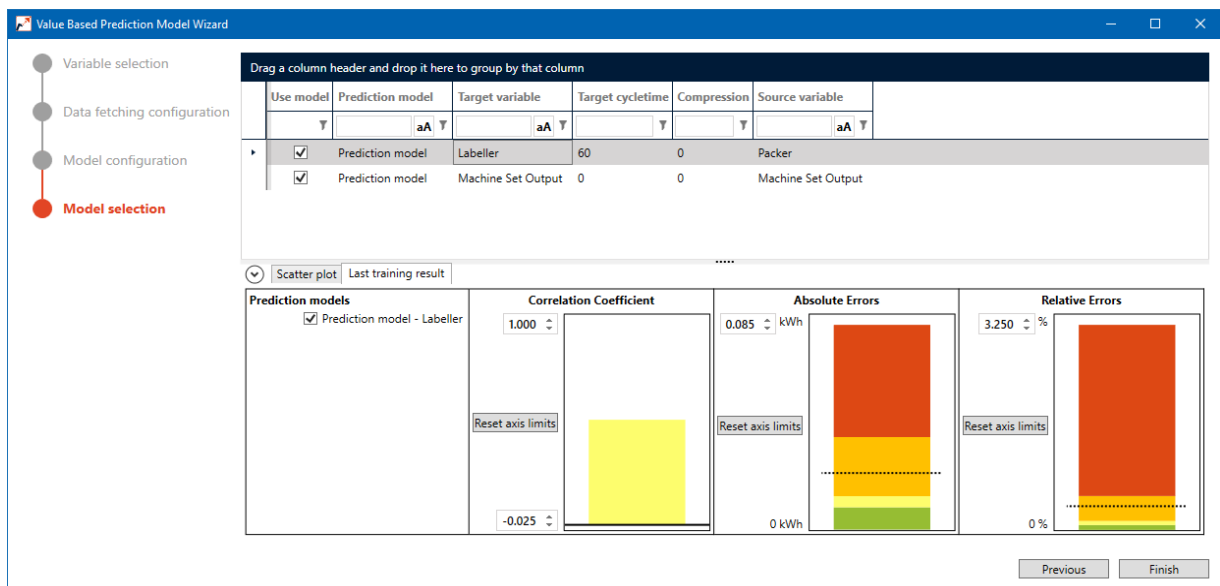 Value Based Prediction Model Wizard
Variable selection
Data fetching configuration
Model configuration
Model selection
Drag a column header and drop it here to group by that column
Use model Prediction model Target variable Target cycletime Compression Source variable
aA aA aA
Prediction model Labeller 60 0 Packer
Prediction model Machine Set Output 0 0 Machine Set Output
Scatter plot Last training result
Prediction models
Prediction model - Labeller
Correlation Coefficient
1.000
Reset axis limits
-0.025
Absolute Errors
0.085 kWh
Reset axis limits
0 kWh
Relative Errors
3.250 %
Reset axis limits
0 %
Previous Finish